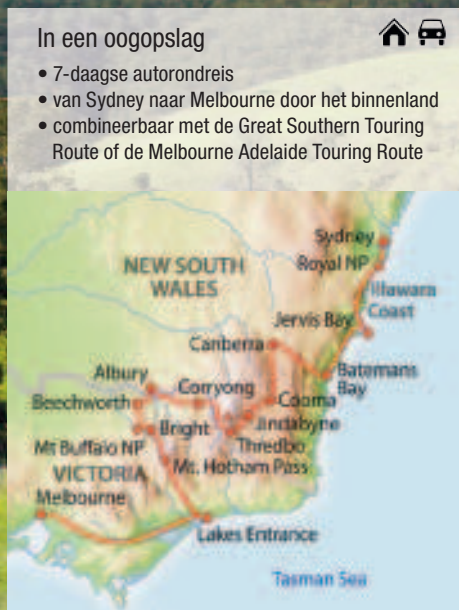 In een oogopslag
• 7-daagse autorondreis
• van Sydney naar Melbourne door het binnenland
• combineerbaar met de Great Southern Touring
Route of de Melbourne Adelaide Touring Route
Sydney
Royal NP
NEW SOUTH
WALES
Illawara
Coast
Jervis Bay
Canberra
Batemans
Bay
Albury
Corryong
Cooma
Beechworth
Jindabyne
Bright
Thredbo
Mt Buffalo NP
Mt. Hotham Pass
VICTORIA
Melbourne
Lakes Entrance
Tasman Sea